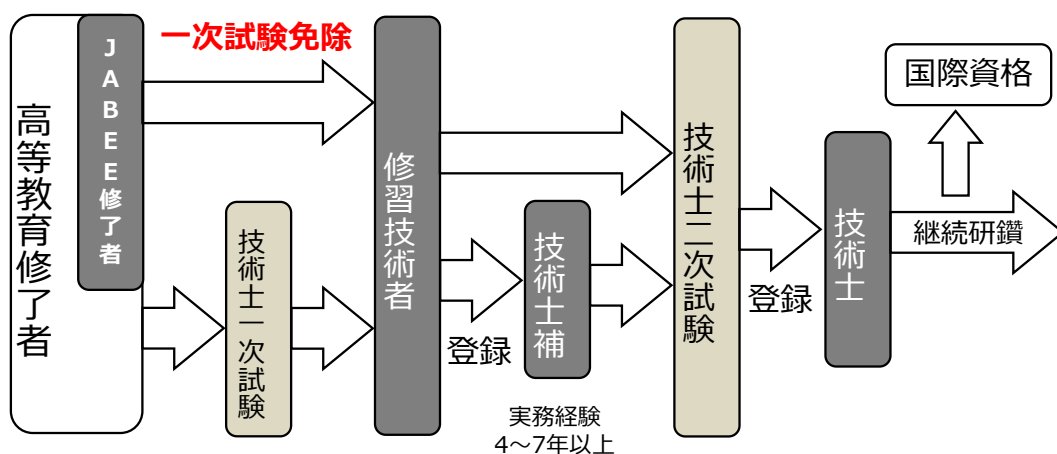 高等教育修了者
JABEE修了者
一次試験免除
技術士一次試験
修習技術者
登録
技術士補
実務経験
4～7年以上
技術士二次試験
登録
技術士
国際資格
継続研鑽